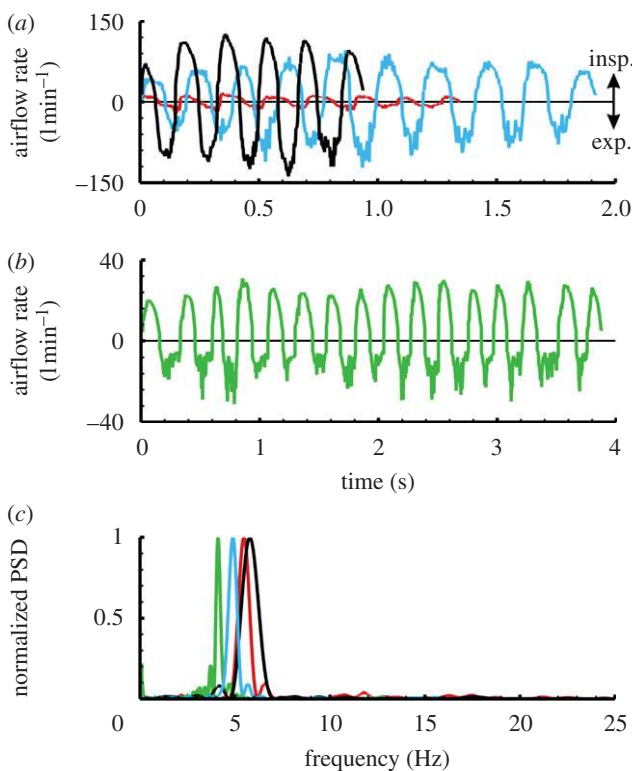 (a)
150
0
−150
airflow rate
(l min−1)
insp.
exp.
0 0.5 1.0 1.5 2.0
(b)
40
0
−40
airflow rate
(l min−1)
0 1 2 3 4
time (s)
(c)
1
0.5
normalized PSD
0 5 10 15 20 25
frequency (Hz)